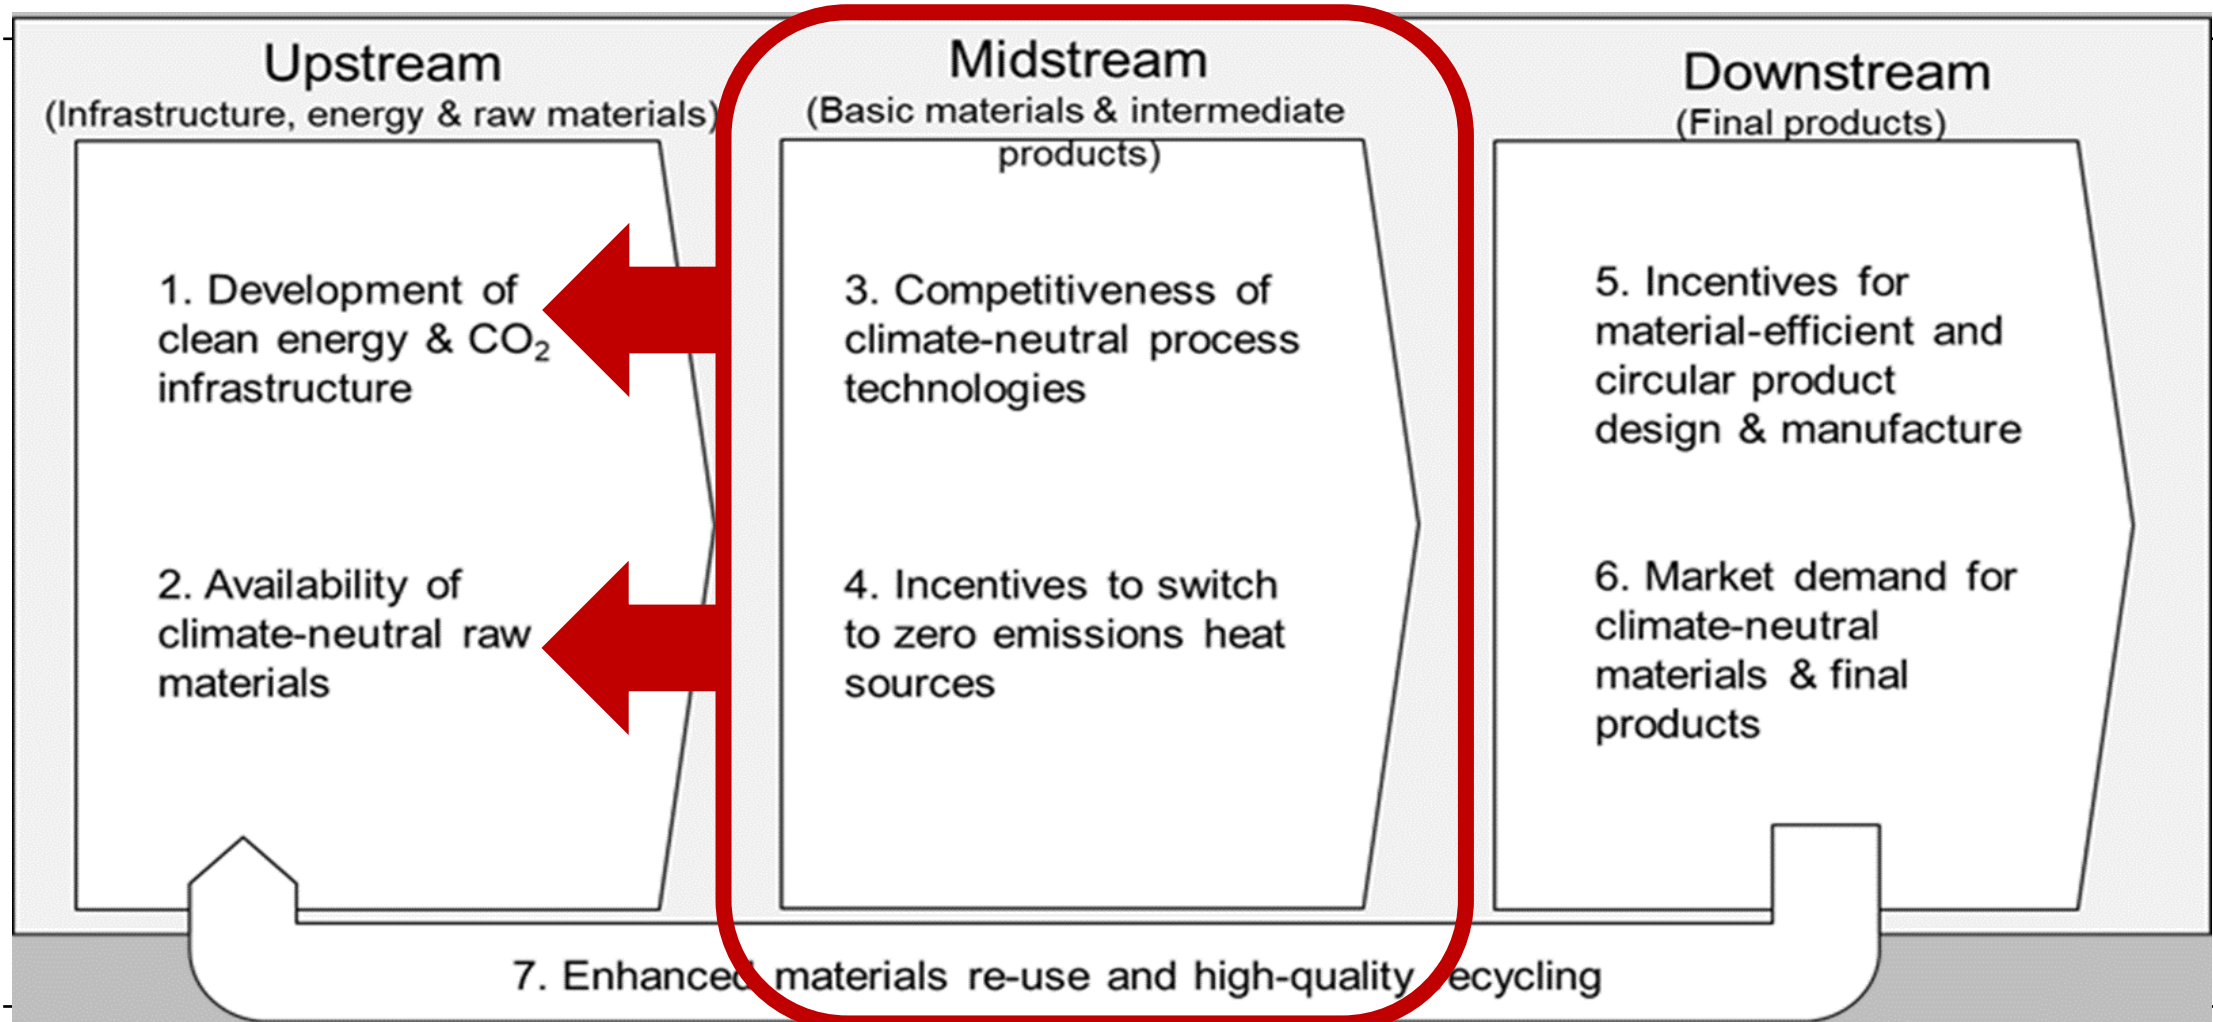 Upstream
(Infrastructure, energy & raw materials)
1. Development of
clean energy & CO₂
infrastructure
2. Availability of
climate-neutral raw
materials
Midstream
(Basic materials & intermediate
products)
3. Competitiveness of
climate-neutral process
technologies
4. Incentives to switch
to zero emissions heat
sources
Downstream
(Final products)
5. Incentives for
material-efficient and
circular product
design & manufacture
6. Market demand for
climate-neutral
materials & final
products
7. Enhanced materials re-use and high-quality recycling